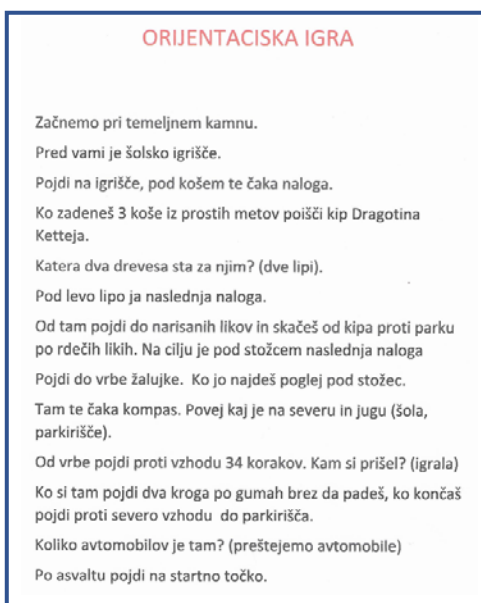 ORIJENTACISKA IGRA
Začnemo pri temeljnem kamnu.
Pred vami je šolsko igrišče.
Pojdi na igrišče, pod košem te čaka naloga.
Ko zadeneš 3 koše iz prostih metov poišči kip Dragotina
Ketteja.
Katera dva drevesa sta za njim? (dve lipi).
Pod levo lipo ja naslednja naloga.
Od tam pojdi do narisanih likov in skačeš od kipa proti parku
po rdečih likih. Na cilju je pod stožcem naslednja naloga
Pojdi do vrbe žalujke. Ko jo najdeš poglej pod stožec.
Tam te čaka kompas. Povej kaj je na severu in jugu (šola,
parkirišče).
Od vrbe pojdi proti vzhodu 34 korakov. Kam si prišel? (igrala)
Ko si tam pojdi dva kroga po gumah brez da padeš, ko končaš
pojdi proti severo vzhodu do parkirišča.
Koliko avtomobilov je tam? (preštejemo avtomobile)
Po asvaltu pojdi na startno točko.